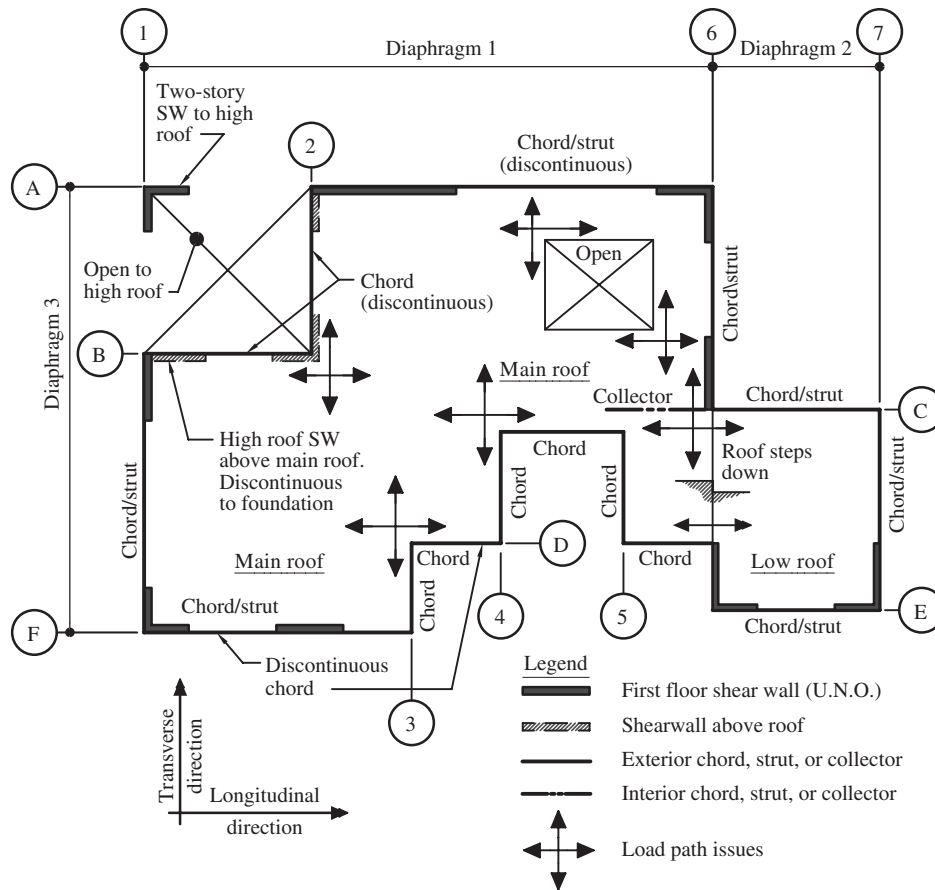 1
6
7
Diaphragm 1
Diaphragm 2
Two-story
SW to high
roof
2
Chord/strut
(discontinuous)
A
Open to
high roof
Open
Chord
(discontinuous)
Chord\strut
Diaphragm 3
B
Main roof
Collector
Chord/strut
C
High roof SW
above main roof.
Discontinuous
to foundation
Chord
Roof steps
down
Chord/strut
Chord
Chord
Chord/strut
Main roof
Chord
D
Chord
Low roof
Chord/strut
Chord
4
5
F
E
Chord/strut
Discontinuous
chord
3
Legend
First floor shear wall (U.N.O.)
Shearwall above roof
Exterior chord, strut, or collector
Interior chord, strut, or collector
Load path issues
Transverse
direction
Longitudinal
direction